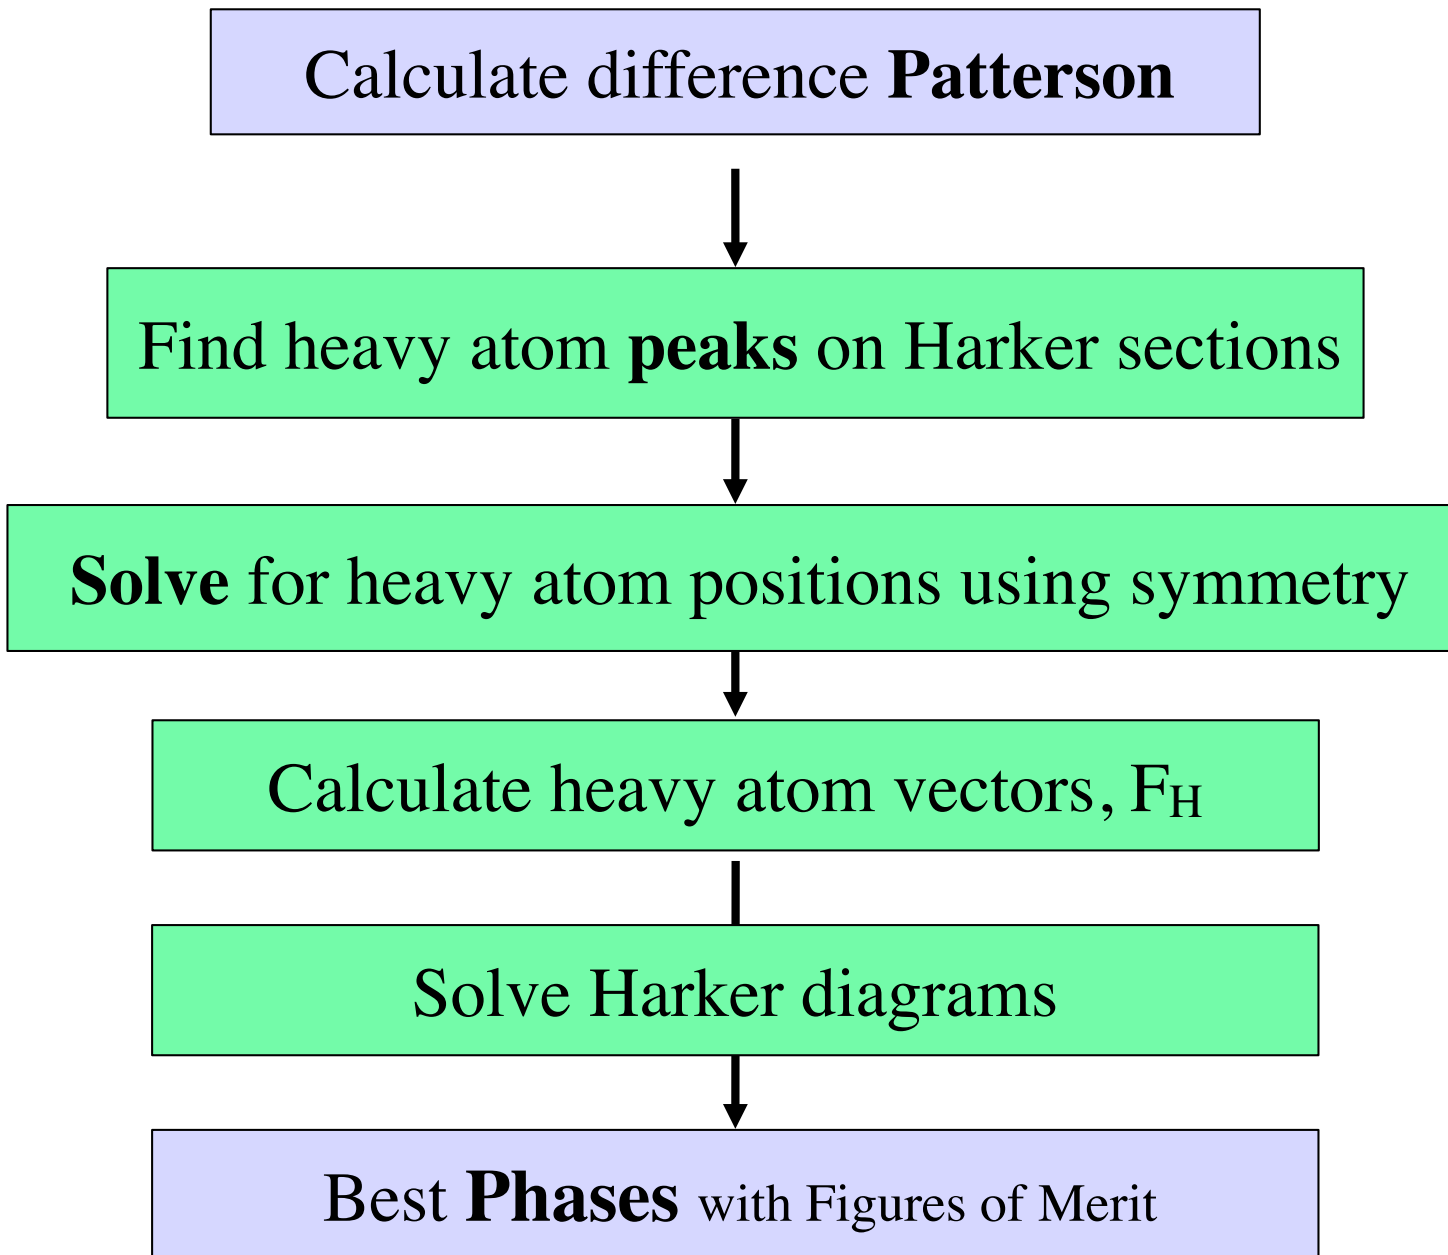 Calculate difference Patterson
Find heavy atom peaks on Harker sections
Solve for heavy atom positions using symmetry
Calculate heavy atom vectors, FH
Solve Harker diagrams
Best Phases with Figures of Merit